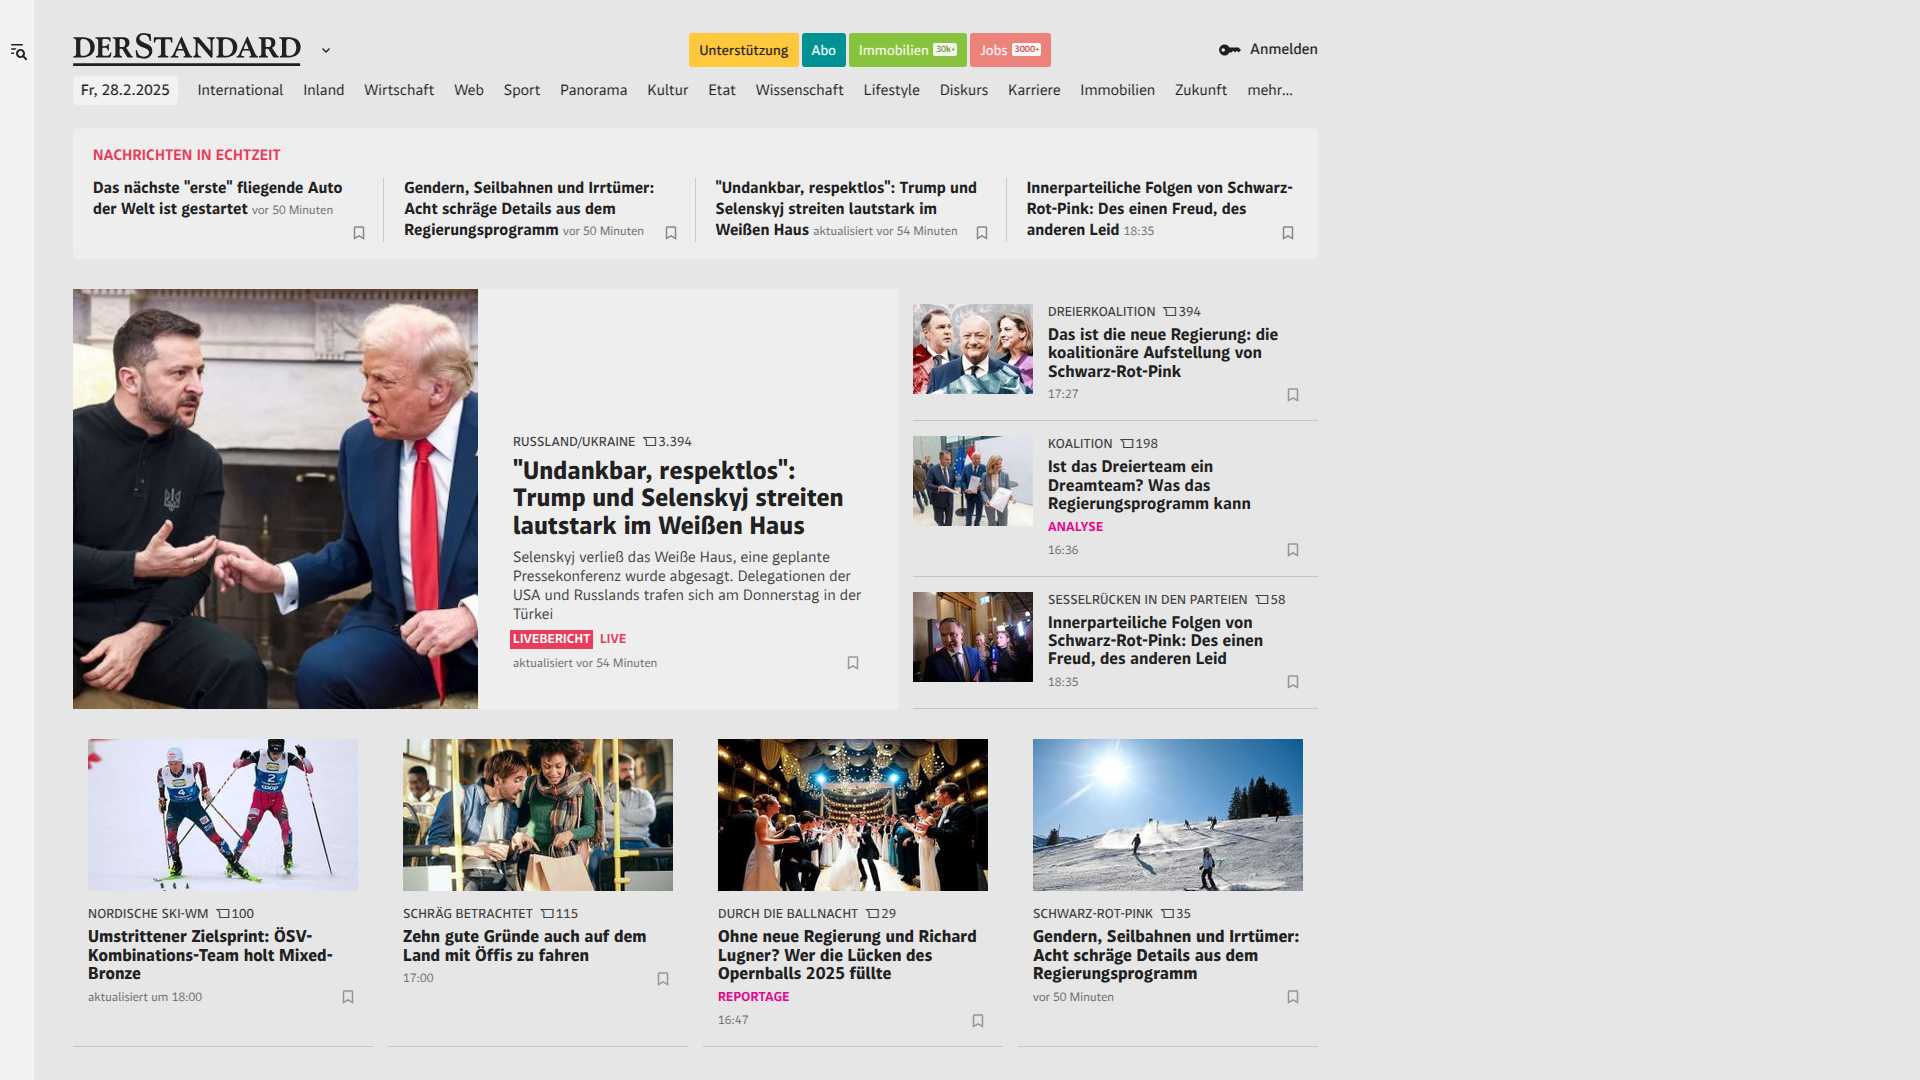 DERSTANDARD
Unterstützung
Abo
Immobilien 30k+
Jobs 3000+
Anmelden
Fr, 28.2.2025
International
Inland
Wirtschaft
Web
Sport
Panorama
Kultur
Etat
Wissenschaft
Lifestyle
Diskurs
Karriere
Immobilien
Zukunft
mehr...
NACHRICHTEN IN ECHTZEIT
Das nächste "erste" fliegende Auto
der Welt ist gestartet vor 50 Minuten
Gendern, Seilbahnen und Irrtümer:
Acht schräge Details aus dem
Regierungsprogramm vor 50 Minuten
"Undankbar, respektlos": Trump und
Selenskyj streiten lautstark im
Weißen Haus aktualisiert vor 54 Minuten
Innerparteiliche Folgen von Schwarz-
Rot-Pink: Des einen Freud, des
anderen Leid 18:35
RUSSLAND/UKRAINE 3.394
"Undankbar, respektlos":
Trump und Selenskyj streiten
lautstark im Weißen Haus
Selenskyj verließ das Weiße Haus, eine geplante
Pressekonferenz wurde abgesagt. Delegationen der
USA und Russlands trafen sich am Donnerstag in der
Türkei
LIVEBERICHT LIVE
aktualisiert vor 54 Minuten
DREIERKOALITION 394
Das ist die neue Regierung: die
koalitionäre Aufstellung von
Schwarz-Rot-Pink
17:27
KOALITION 198
Ist das Dreierteam ein
Dreamteam? Was das
Regierungsprogramm kann
ANALYSE
16:36
SESSELRÜCKEN IN DEN PARTEIEN 58
Innerparteiliche Folgen von
Schwarz-Rot-Pink: Des einen
Freud, des anderen Leid
18:35
NORDISCHE SKI-WM 100
Umstrittener Zielsprint: ÖSV-
Kombinations-Team holt Mixed-
Bronze
aktualisiert um 18:00
SCHRÄG BETRACHTET 115
Zehn gute Gründe auch auf dem
Land mit Öffis zu fahren
17:00
DURCH DIE BALLNACHT 29
Ohne neue Regierung und Richard
Lugner? Wer die Lücken des
Opernballs 2025 füllte
REPORTAGE
16:47
SCHWARZ-ROT-PINK 35
Gendern, Seilbahnen und Irrtümer:
Acht schräge Details aus dem
Regierungsprogramm
vor 50 Minuten